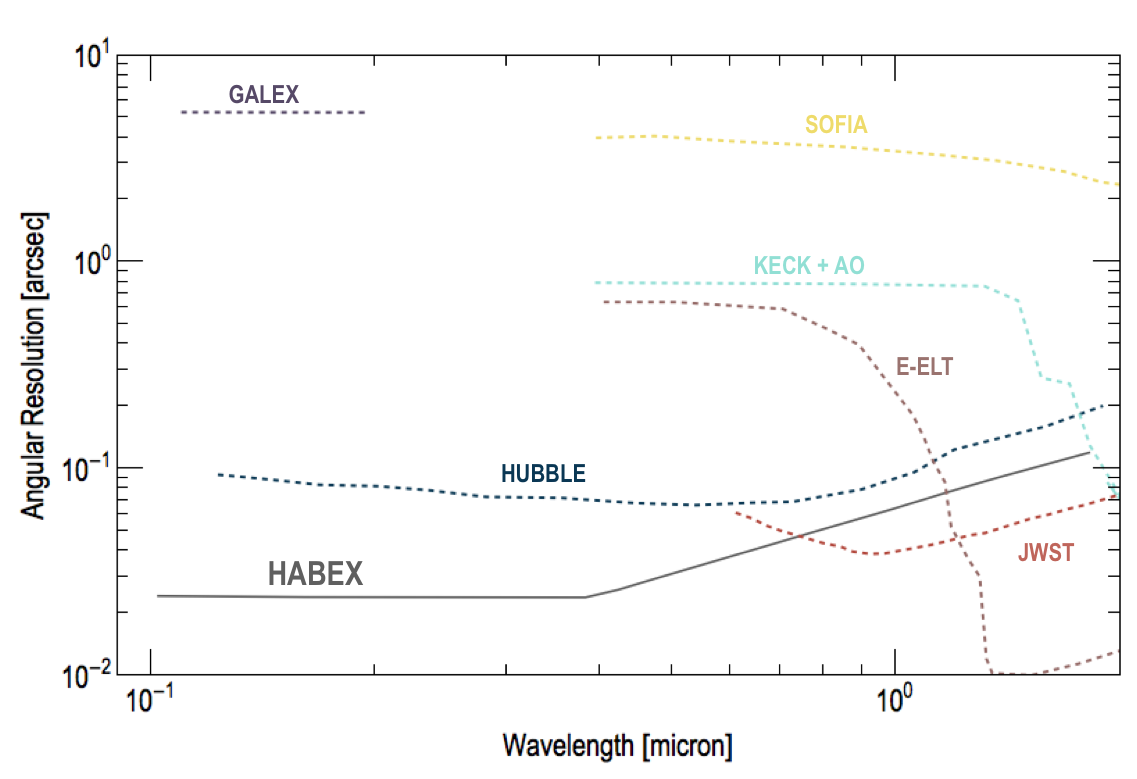 10¹
GALEX
SOFIA
10⁰
KECK + AO
E-ELT
10⁻¹
HUBBLE
JWST
HABEX
10⁻²
10⁻¹
10⁰
Angular Resolution [arcsec]
Wavelength [micron]